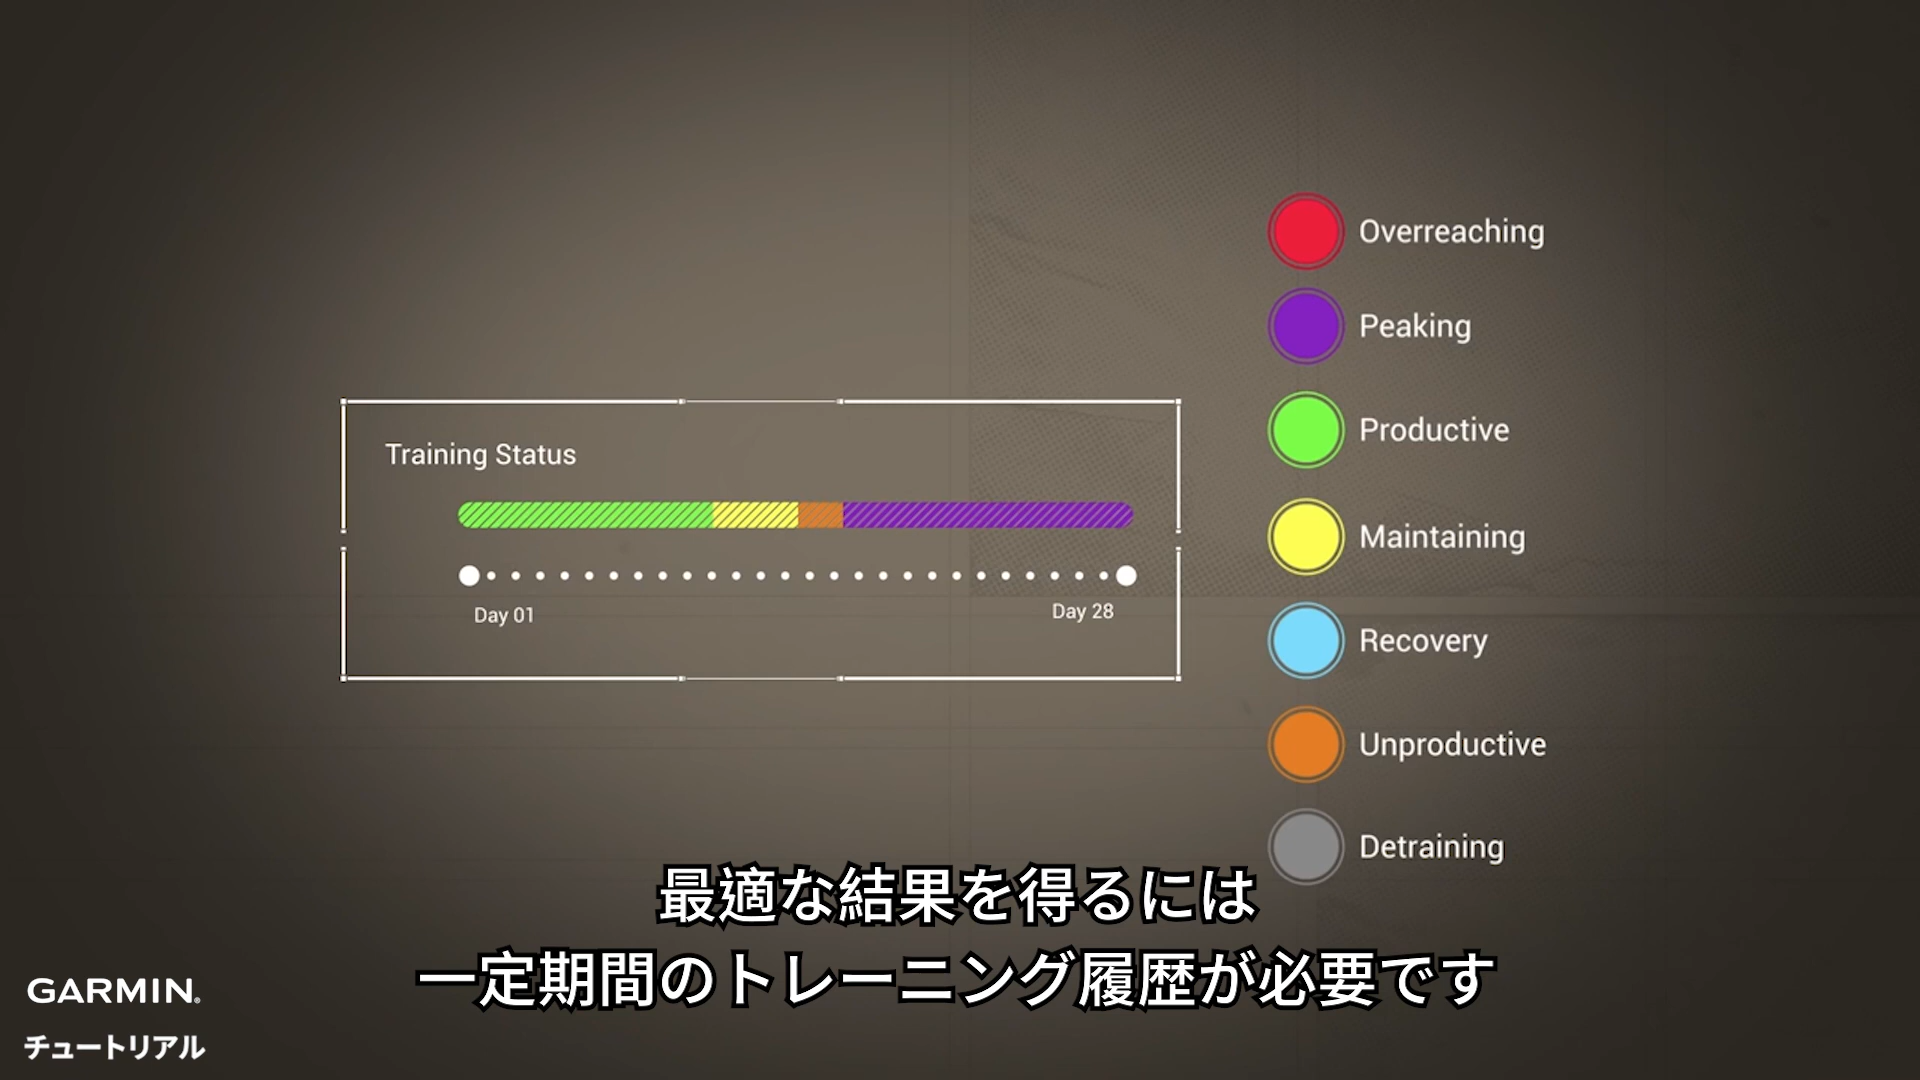 Training Status
Day 01
Day 28
Overreaching
Peaking
Productive
Maintaining
Recovery
Unproductive
Detraining
最適な結果を得るには
一定期間のトレーニング履歴が必要です
GARMIN®
チュートリアル